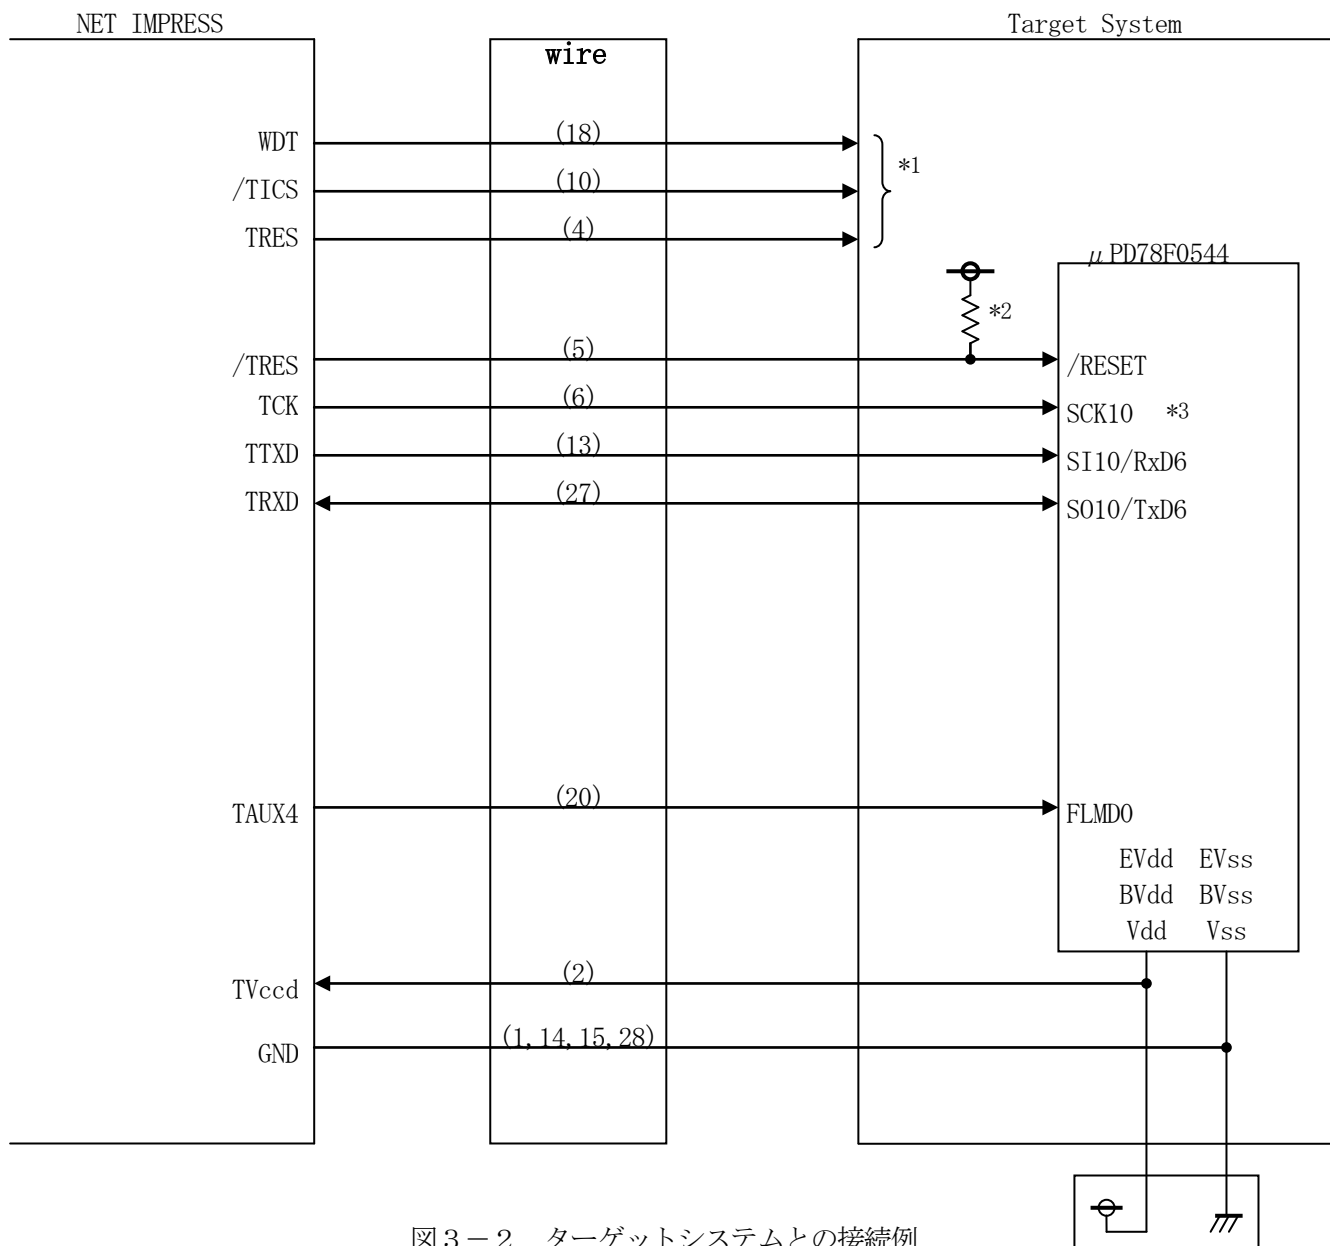 NET IMPRESS
Target System
wire
WDT (18)
*1
/TICS (10)
TRES (4)
μPD78F0544
*2
/TRES (5) /RESET
TCK (6) SCK10 *3
TTXD (13) SI10/RxD6
TRXD (27) SO10/TxD6
TAUX4 (20) FLMD0
EVdd EVss
BVdd BVss
Vdd Vss
TVccd (2)
GND (1,14,15,28)
図3-2 ターゲットシステムとの接続例